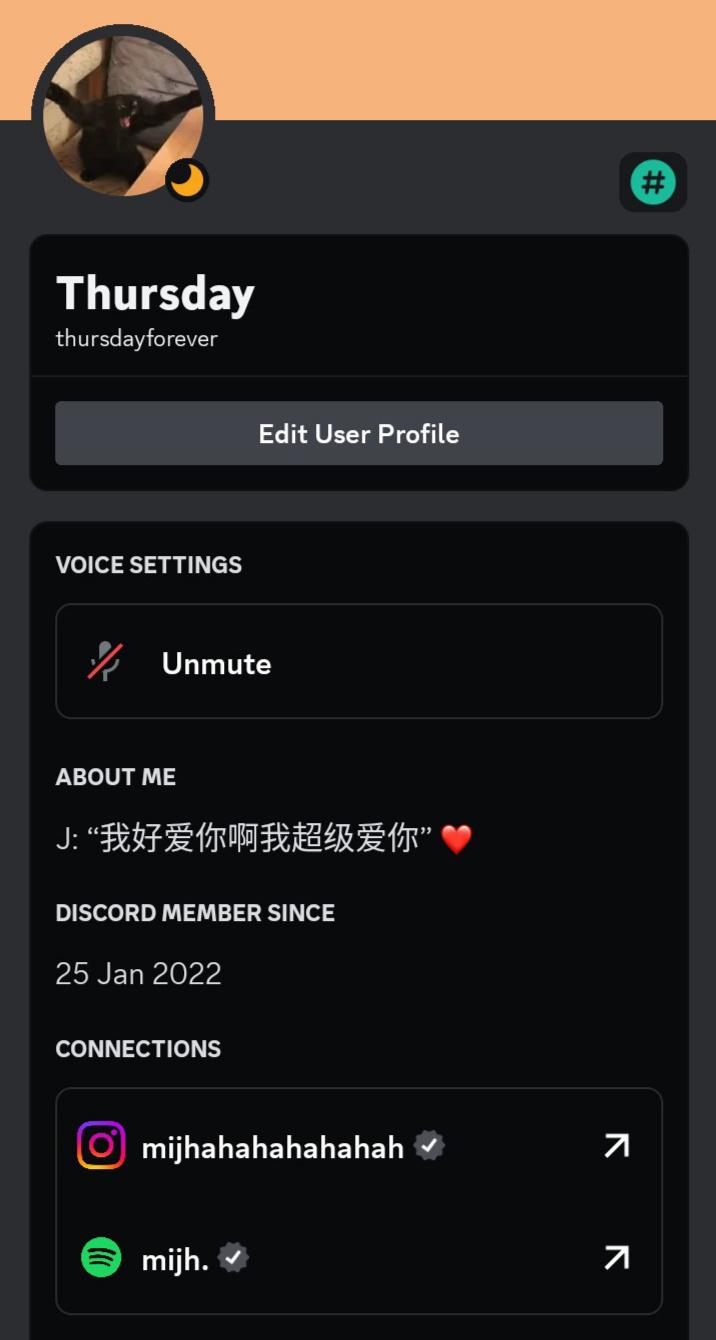 #
Thursday
thursdayforever
Edit User Profile
VOICE SETTINGS
Unmute
ABOUT ME
J: “我好爱你啊我超级爱你” ❤️
DISCORD MEMBER SINCE
25 Jan 2022
CONNECTIONS
mijhahahahahahah
mijh.